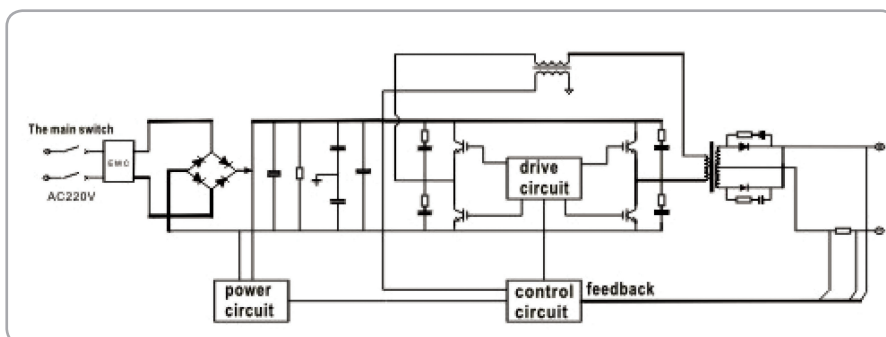 The main switch
EMC
AC220V
drive
circuit
power
circuit
control
circuit
feedback